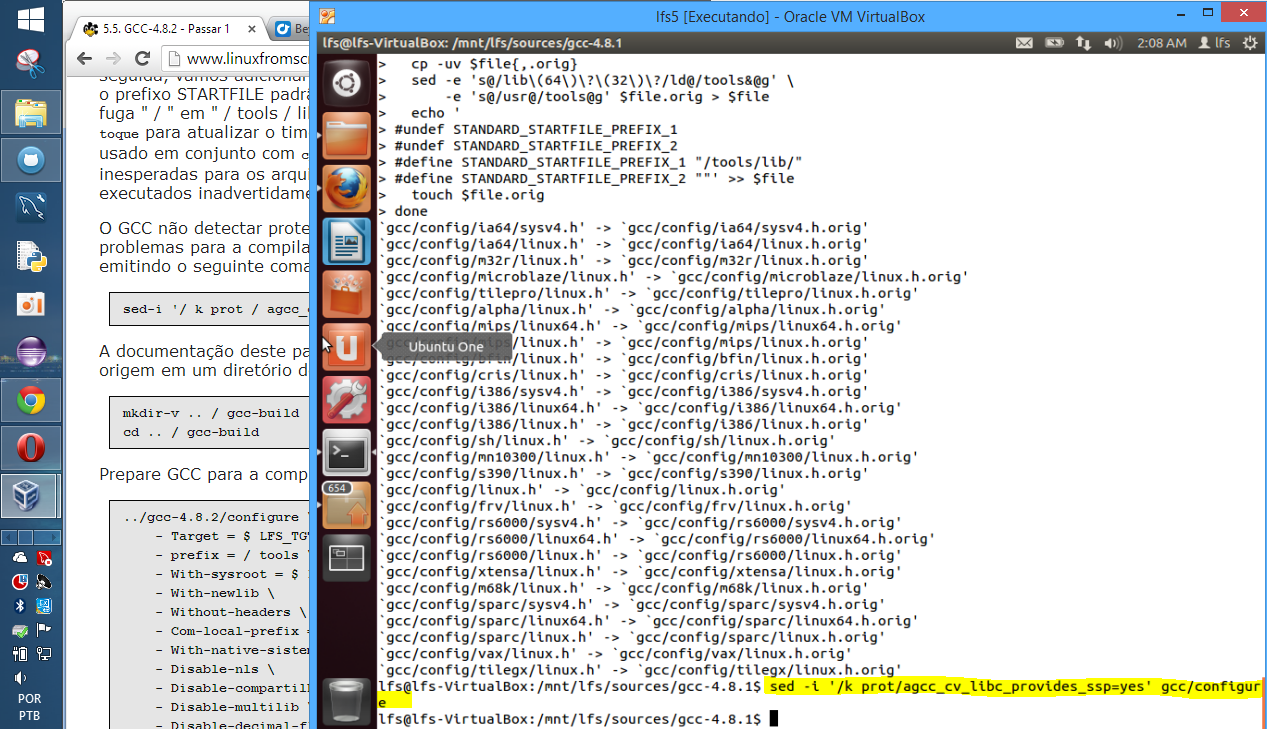 5.5. GCC-4.8.2 - Passar 1
Be
www.linuxfromscr
seguida, vamos adicionar
o prefixo STARTFILE padrã
fuga " / " em " / tools / lib
toque para atualizar o tim
usado em conjunto com c
inesperadas para os arqui
executados inadvertidame
O GCC não detectar prote
problemas para a compila
emitindo o seguinte coma
sed-i '/ k prot / agcc_
A documentação deste pa
origem em um diretório d
mkdir-v .. / gcc-build
cd .. / gcc-build
Prepare GCC para a comp
../gcc-4.8.2/configure
- Target = $ LFS_TGT
- prefix = / tools
- With-sysroot = $
- With-newlib \
- Without-headers \
- Com-local-prefix =
- With-native-sistem
- Disable-nls \
- Disable-compartil
- Disable-multilib
- Disable-decimal-f
POR
PTB
lfs5 [Executando] - Oracle VM VirtualBox
lfs@lfs-VirtualBox: /mnt/lfs/sources/gcc-4.8.1
2:08 AM
lfs
654
Ubuntu One
> cp -uv $file{,.orig}
> sed -e 's@/lib\(64\)\?\(32\)\?/ld@/tools&@g' \
> -e 's@/usr@/tools@g' $file.orig > $file
> echo '
> #undef STANDARD_STARTFILE_PREFIX_1
> #undef STANDARD_STARTFILE_PREFIX_2
> #define STANDARD_STARTFILE_PREFIX_1 "/tools/lib/"
> #define STANDARD_STARTFILE_PREFIX_2 ""' >> $file
> touch $file.orig
> done
`gcc/config/ia64/sysv4.h' -> `gcc/config/ia64/sysv4.h.orig'
`gcc/config/ia64/linux.h' -> `gcc/config/ia64/linux.h.orig'
`gcc/config/m32r/linux.h' -> `gcc/config/m32r/linux.h.orig'
`gcc/config/microblaze/linux.h' -> `gcc/config/microblaze/linux.h.orig'
`gcc/config/tilepro/linux.h' -> `gcc/config/tilepro/linux.h.orig'
`gcc/config/alpha/linux.h' -> `gcc/config/alpha/linux.h.orig'
`gcc/config/mips/linux64.h' -> `gcc/config/mips/linux64.h.orig'
`gcc/config/mips/linux.h' -> `gcc/config/mips/linux.h.orig'
`gcc/config/bfin/linux.h' -> `gcc/config/bfin/linux.h.orig'
`gcc/config/cris/linux.h' -> `gcc/config/cris/linux.h.orig'
`gcc/config/i386/sysv4.h' -> `gcc/config/i386/sysv4.h.orig'
`gcc/config/i386/linux64.h' -> `gcc/config/i386/linux64.h.orig'
`gcc/config/i386/linux.h' -> `gcc/config/i386/linux.h.orig'
`gcc/config/sh/linux.h' -> `gcc/config/sh/linux.h.orig'
`gcc/config/mn10300/linux.h' -> `gcc/config/mn10300/linux.h.orig'
`gcc/config/s390/linux.h' -> `gcc/config/s390/linux.h.orig'
`gcc/config/linux.h' -> `gcc/config/linux.h.orig'
`gcc/config/frv/linux.h' -> `gcc/config/frv/linux.h.orig'
`gcc/config/rs6000/sysv4.h' -> `gcc/config/rs6000/sysv4.h.orig'
`gcc/config/rs6000/linux64.h' -> `gcc/config/rs6000/linux64.h.orig'
`gcc/config/rs6000/linux.h' -> `gcc/config/rs6000/linux.h.orig'
`gcc/config/xtensa/linux.h' -> `gcc/config/xtensa/linux.h.orig'
`gcc/config/m68k/linux.h' -> `gcc/config/m68k/linux.h.orig'
`gcc/config/sparc/sysv4.h' -> `gcc/config/sparc/sysv4.h.orig'
`gcc/config/sparc/linux64.h' -> `gcc/config/sparc/linux64.h.orig'
`gcc/config/sparc/linux.h' -> `gcc/config/sparc/linux.h.orig'
`gcc/config/vax/linux.h' -> `gcc/config/vax/linux.h.orig'
`gcc/config/tilegx/linux.h' -> `gcc/config/tilegx/linux.h.orig'
lfs@lfs-VirtualBox:/mnt/lfs/sources/gcc-4.8.1$ sed -i '/k prot/agcc_cv_libc_provides_ssp=yes' gcc/configur
e
lfs@lfs-VirtualBox:/mnt/lfs/sources/gcc-4.8.1$